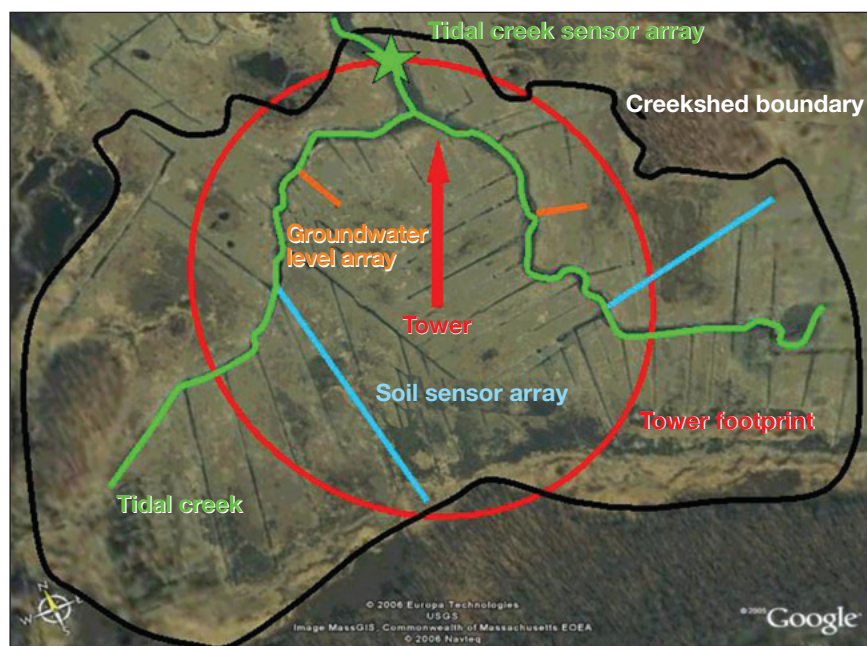 Tidal creek sensor array
Creekshed boundary
Groundwater
level array
Tower
Soil sensor array
Tower footprint
Tidal creek
N
E
S
W
© 2006 Europa Technologies
USGS
Image MassGIS, Commonwealth of Massachusetts EOEA
© 2006 Navteq
©2005 Google